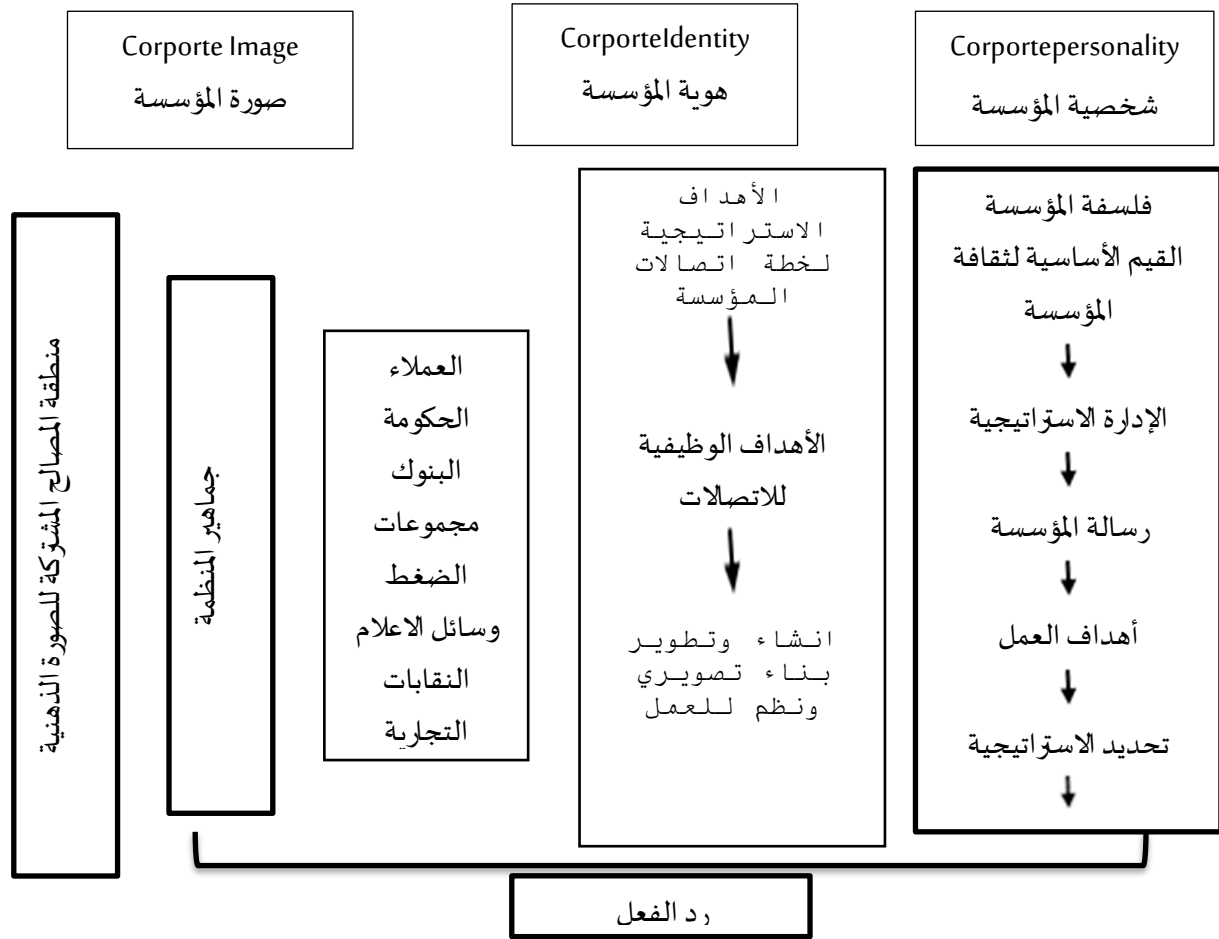 Corportepersonality
شخصية المؤسسة
CorporteIdentity
هوية المؤسسة
Corporte Image
صورة المؤسسة
فلسفة المؤسسة
القيم الأساسية لثقافة
المؤسسة
الإدارة الاستراتيجية
رسالة المؤسسة
أهداف العمل
تحديد الاستراتيجية
الأهداف
الاستراتيجية
لخطة اتصالات
المؤسسة
الأهداف الوظيفية
للاتصالات
انشاء وتطوير
بناء تصويري
ونظم للعمل
العملاء
الحكومة
البنوك
مجموعات
الضغط
وسائل الاعلام
النقابات
التجارية
جماهير المنظمة
منطقة المصالح المشتركة للصورة الذهنية
رد الفعل